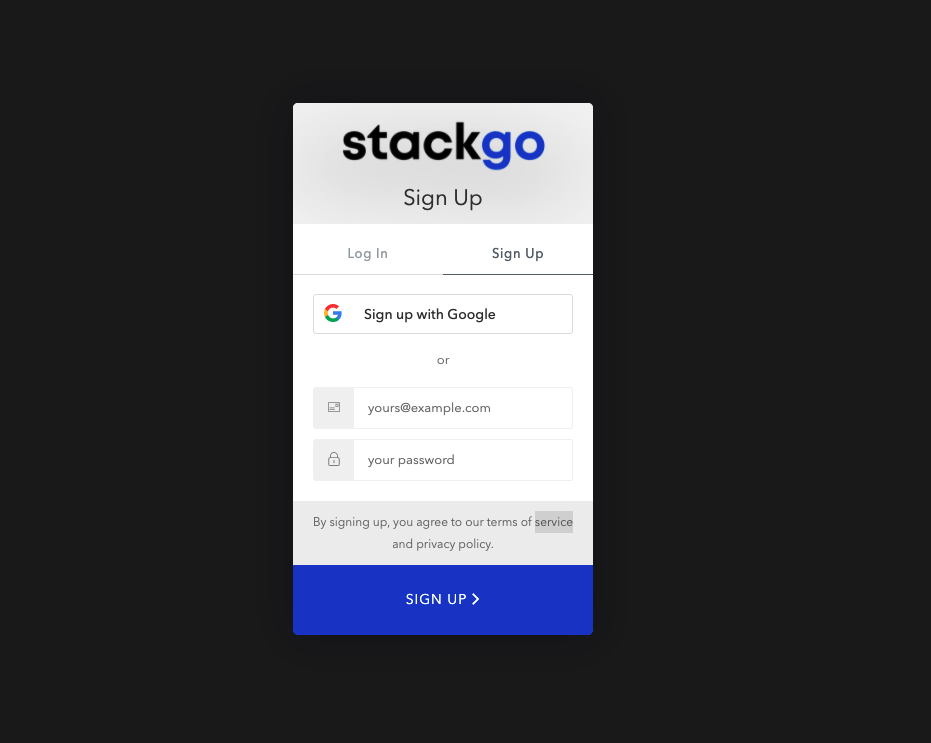 stackgo
Sign Up
Log In
Sign Up
Sign up with Google
or
yours@example.com
your password
By signing up, you agree to our terms of service
and privacy policy.
SIGN UP